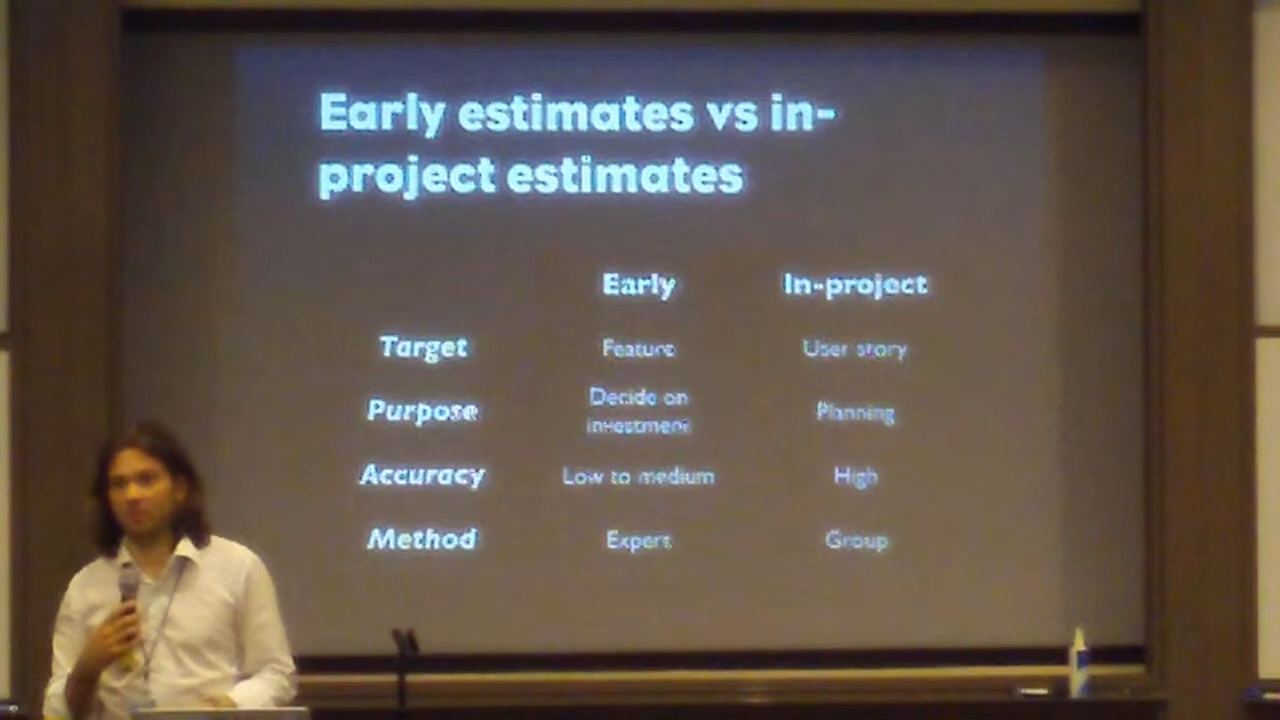 Early estimates vs in-
project estimates
Early In-project
Target Feature User story
Purpose Decide on investment Planning
Accuracy Low to medium High
Method Expert Group